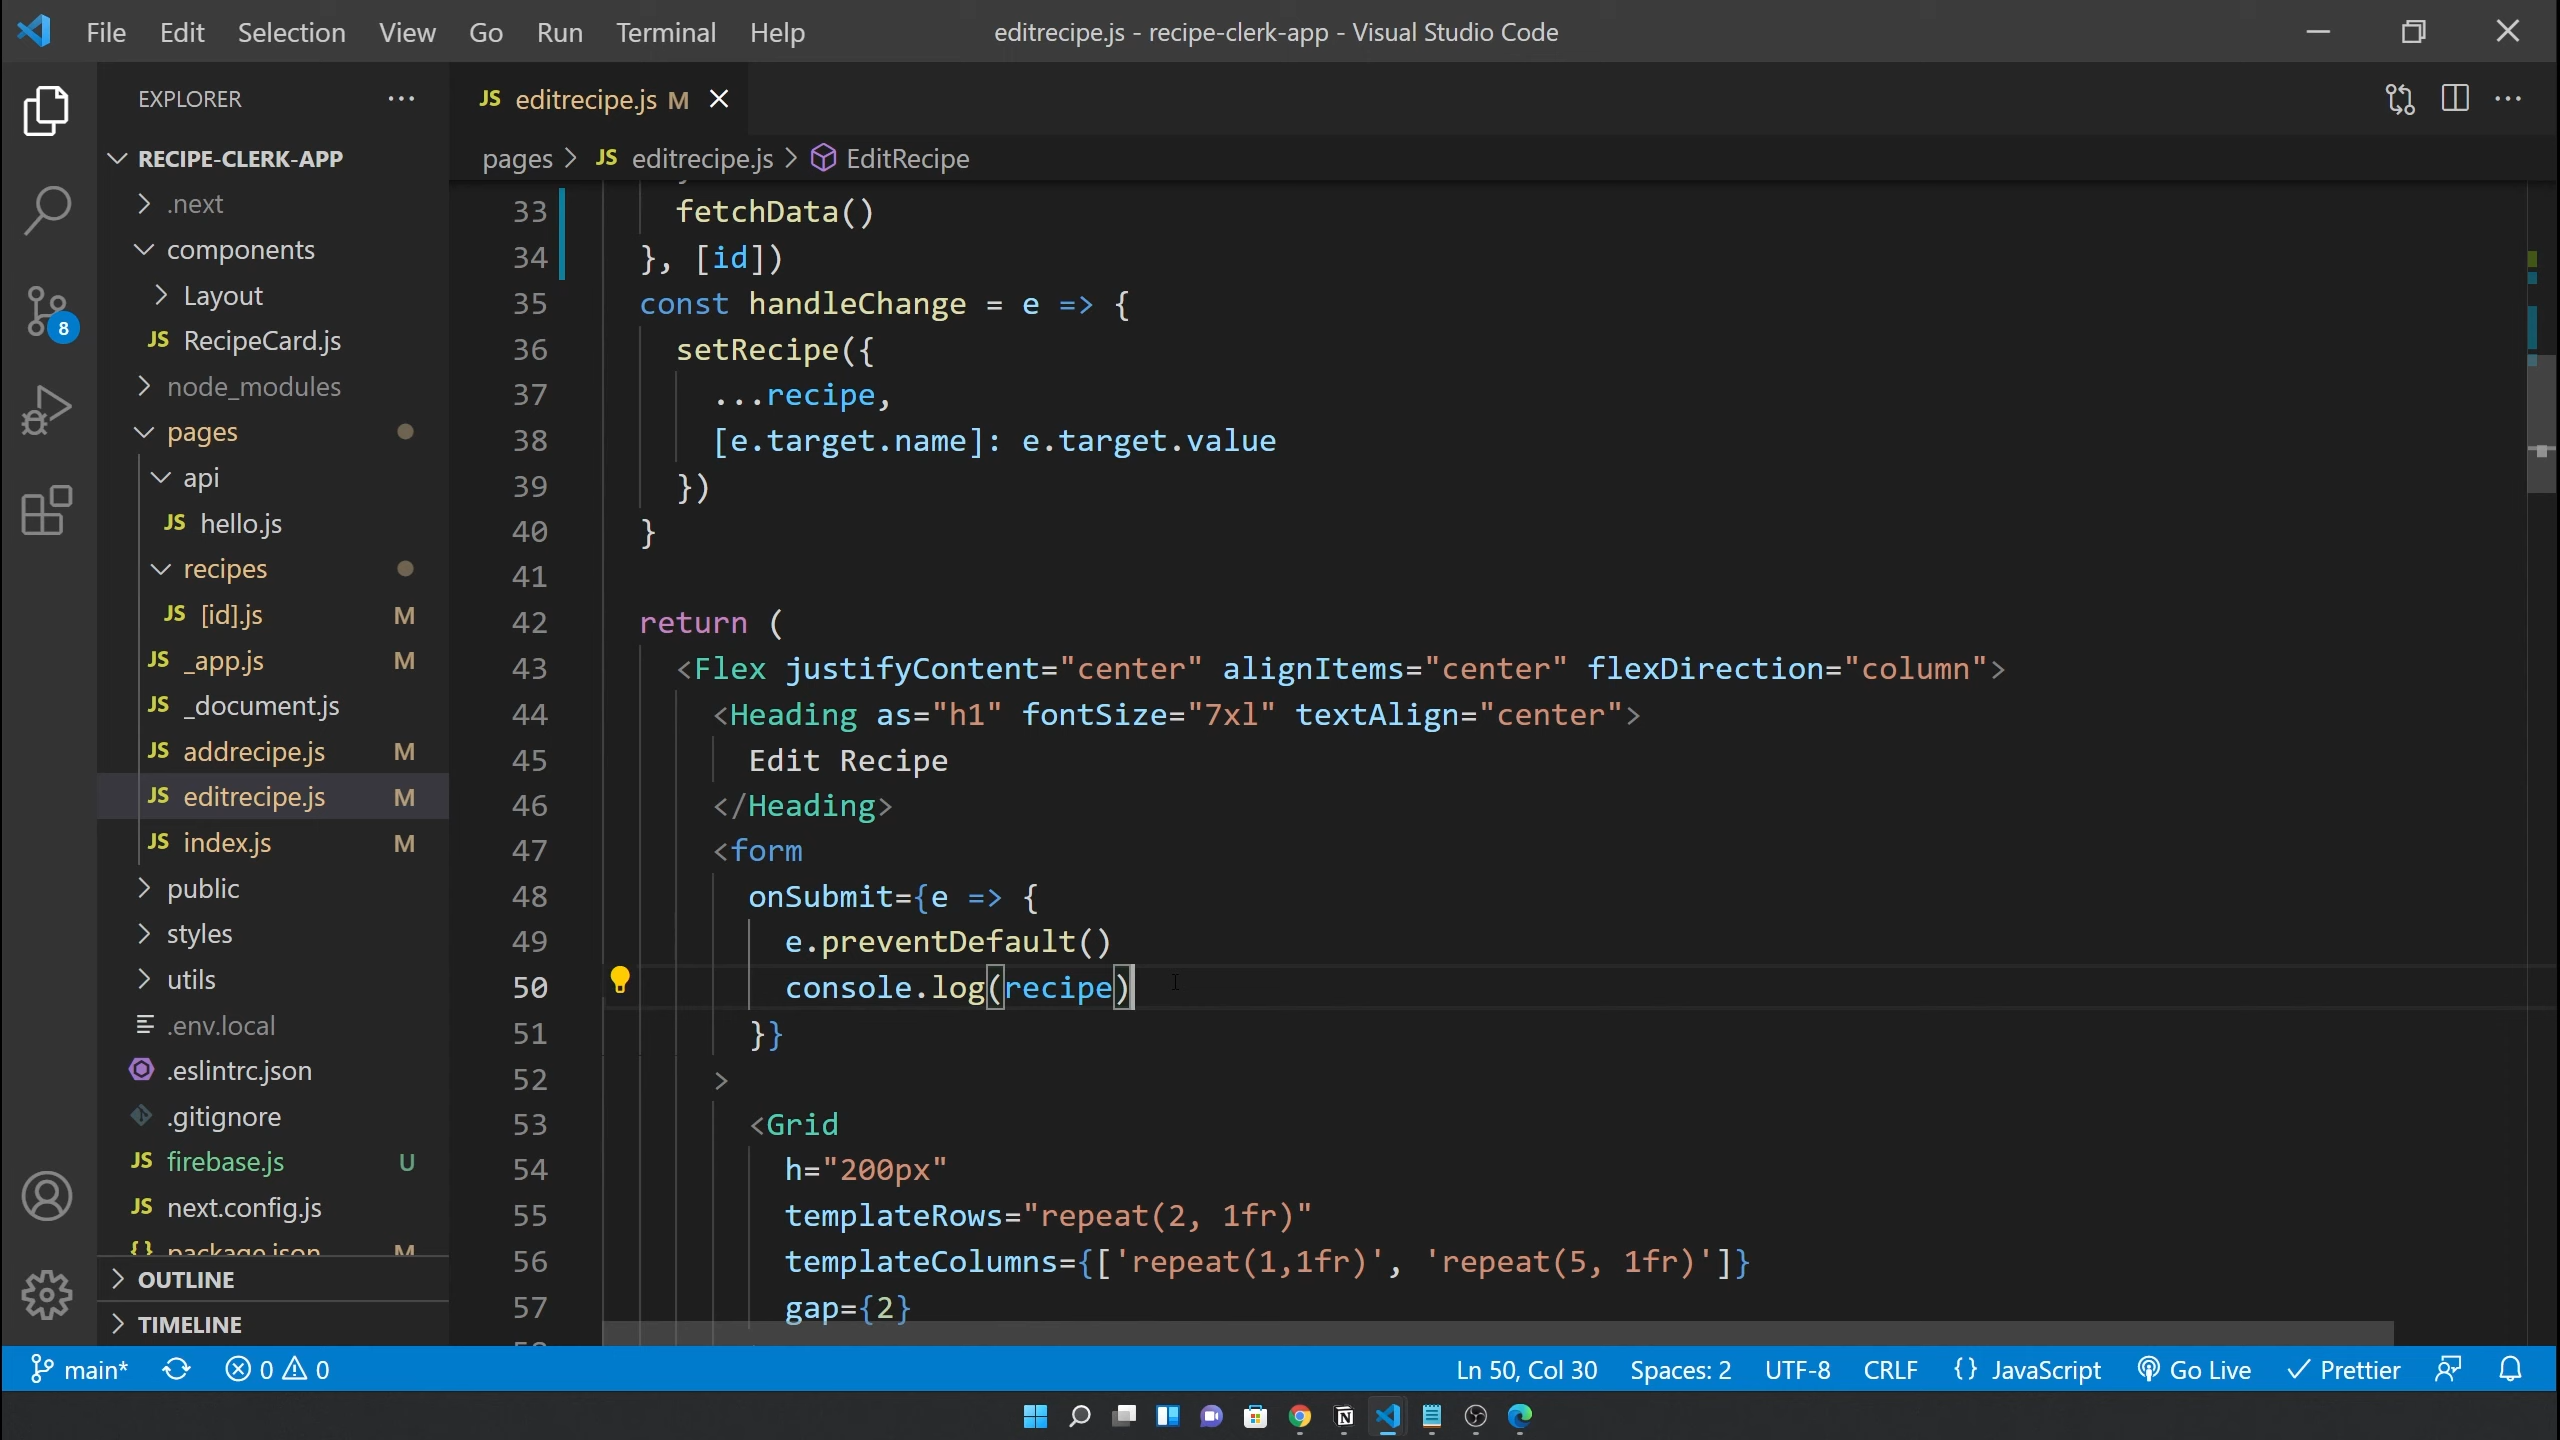 File Edit Selection View Go Run Terminal Help
editrecipe.js - recipe-clerk-app - Visual Studio Code
EXPLORER
RECIPE-CLERK-APP
.next
components
Layout
JS RecipeCard.js
node_modules
pages
api
JS hello.js
recipes
JS [id].js M
JS _app.js M
JS _document.js
JS addrecipe.js M
JS editrecipe.js M
JS index.js M
public
styles
utils
.env.local
.eslintrc.json
.gitignore
JS firebase.js U
JS next.config.js
{} package.json M
OUTLINE
TIMELINE
8
JS editrecipe.js M
pages > JS editrecipe.js > EditRecipe
33 fetchData()
34 }, [id])
35 const handleChange = e => {
36 setRecipe({
37 ...recipe,
38 [e.target.name]: e.target.value
39 })
40 }
41
42 return (
43 <Flex justifyContent="center" alignItems="center" flexDirection="column">
44 <Heading as="h1" fontSize="7xl" textAlign="center">
45 Edit Recipe
46 </Heading>
47 <form
48 onSubmit={e => {
49 e.preventDefault()
50 console.log(recipe)
51 }}
52 >
53 <Grid
54 h="200px"
55 templateRows="repeat(2, 1fr)"
56 templateColumns={['repeat(1,1fr)', 'repeat(5, 1fr)']}
57 gap={2}
main* 0 0 Ln 50, Col 30 Spaces: 2 UTF-8 CRLF {} JavaScript Go Live Prettier